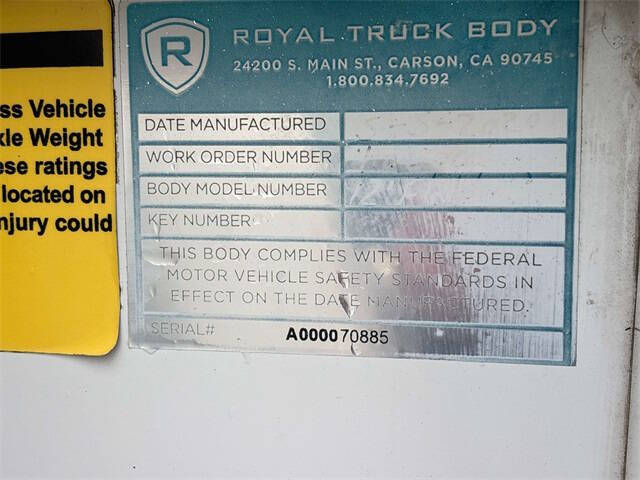 ss Vehicle
xle Weight
ese ratings
located on
njury could
R
ROYAL TRUCK BODY
24200 S. MAIN ST., CARSON, CA 90745
1.800.834.7692
DATE MANUFACTURED
WORK ORDER NUMBER
BODY MODEL NUMBER
KEY NUMBER
THIS BODY COMPLIES WITH THE FEDERAL
MOTOR VEHICLE SAFETY STANDARDS IN
EFFECT ON THE DATE MANUFACTURED.
SERIAL# A000070885